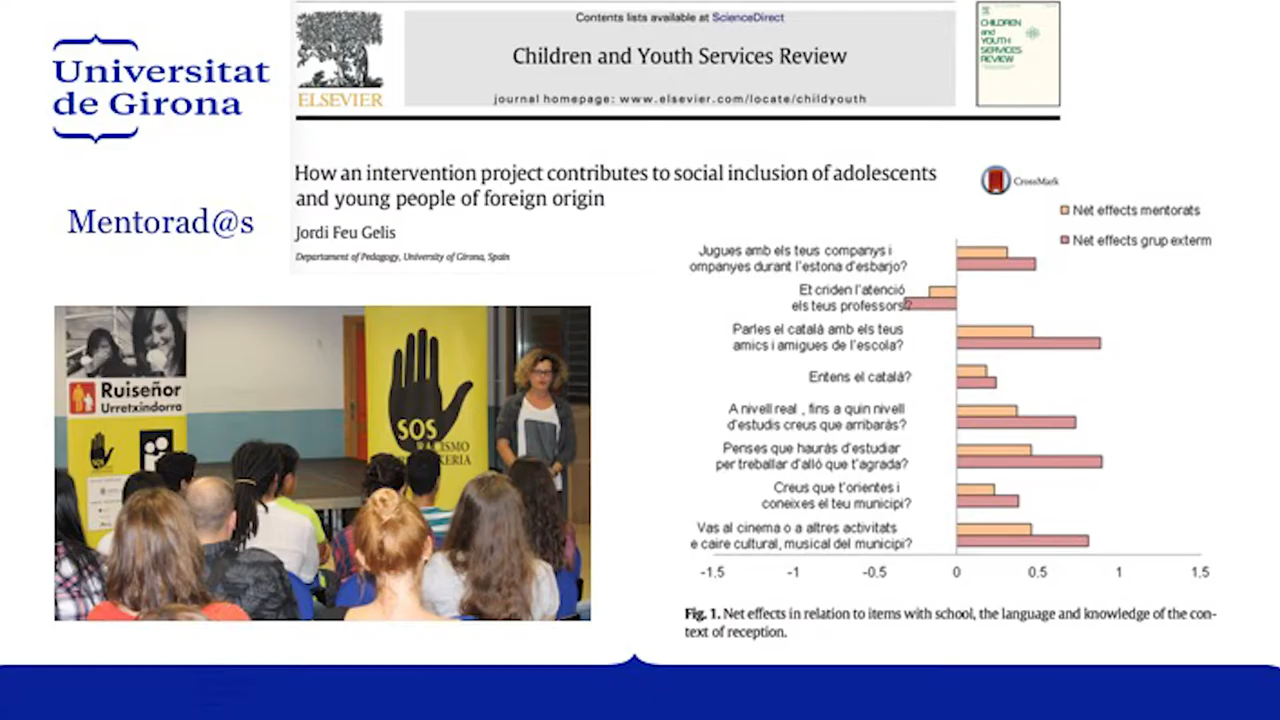 Universitat
de Girona
Mentorad@s
ELSEVIER
Contents lists available at ScienceDirect
Children and Youth Services Review
journal homepage: www.elsevier.com/locate/childyouth
CHILDREN
and
YOUTH
SERVICES
REVIEW
How an intervention project contributes to social inclusion of adolescents
and young people of foreign origin
CrossMark
Jordi Feu Gelis
Departament of Pedagogy, University of Girona, Spain
Ruiseñor
Urretxindorra
SOS
Net effects mentorats
Net effects grup exterm
Jugues amb els teus companys i
ompanyes durant l'estona d'esbarjo?
Et criden l'atenció
els teus professors?
Parles el català amb els teus
amics i amigues de l'escola?
Entens el català?
A nivell real , fins a quin nivell
d'estudis creus que arribaràs?
Penses que hauràs d'estudiar
per treballar d'allò que t'agrada?
Creus que t'orientes i
coneixes el teu municipi?
Vas al cinema o a altres activitats
e caire cultural, musical del municipi?
-1.5 -1 -0.5 0 0.5 1 1.5
Fig. 1. Net effects in relation to items with school, the language and knowledge of the con-
text of reception.